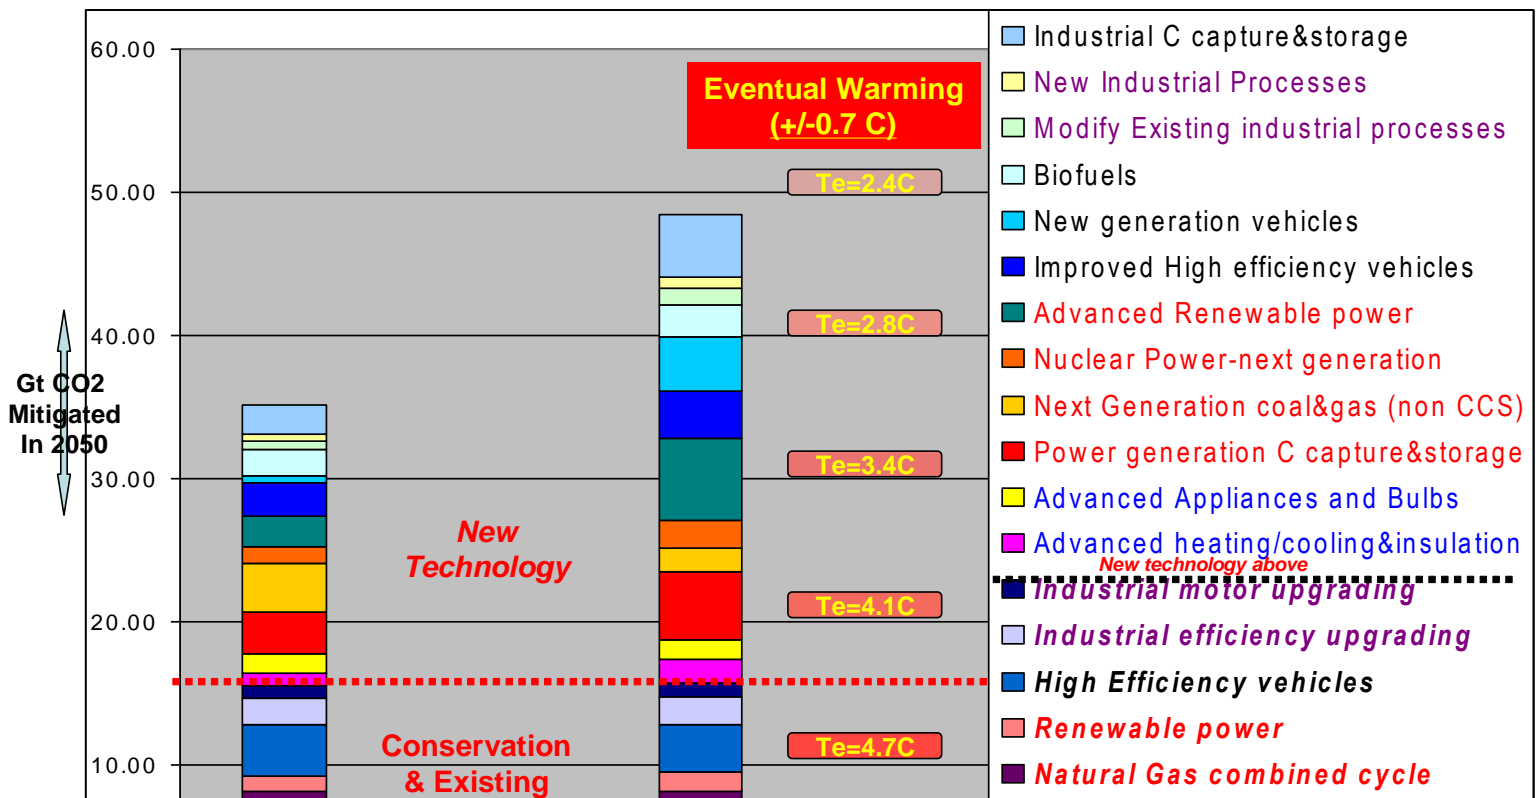 60.00
50.00
40.00
30.00
20.00
10.00
Gt CO2
Mitigated
In 2050
Eventual Warming
(+/-0.7 C)
Te=2.4C
Te=2.8C
Te=3.4C
Te=4.1C
Te=4.7C
New
Technology
Conservation
& Existing
Industrial C capture&storage
New Industrial Processes
Modify Existing industrial processes
Biofuels
New generation vehicles
Improved High efficiency vehicles
Advanced Renewable power
Nuclear Power-next generation
Next Generation coal&gas (non CCS)
Power generation C capture&storage
Advanced Appliances and Bulbs
Advanced heating/cooling&insulation
New technology above
Industrial motor upgrading
Industrial efficiency upgrading
High Efficiency vehicles
Renewable power
Natural Gas combined cycle